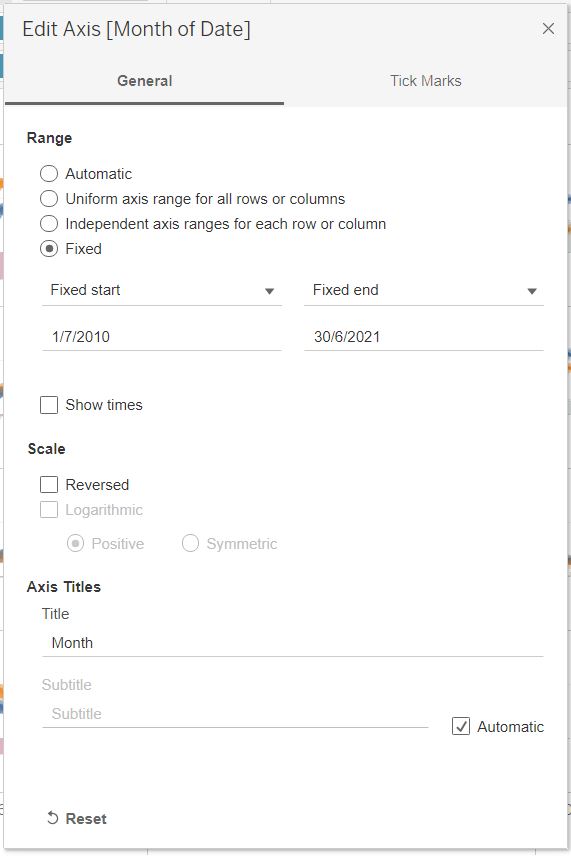 Edit Axis [Month of Date]
General Tick Marks
Range
Automatic
Uniform axis range for all rows or columns
Independent axis ranges for each row or column
Fixed
Fixed start Fixed end
1/7/2010 30/6/2021
Show times
Scale
Reversed
Logarithmic
Positive Symmetric
Axis Titles
Title
Month
Subtitle
Subtitle
Automatic
Reset